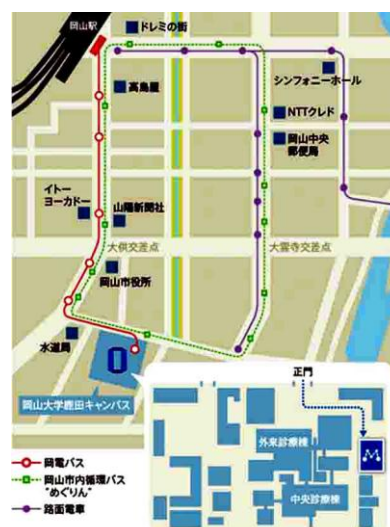 岡山駅
ドレミの街
シンフォニーホール
高島屋
NTTクレド
岡山中央
郵便局
イトー
ヨーカドー
山陽新聞社
大供交差点
大雲寺交差点
岡山市役所
水道局
岡山大学鹿田キャンパス
正門
外来診療棟
中央診療棟
岡電バス
岡山市内循環バス
"めぐりん"
路面電車